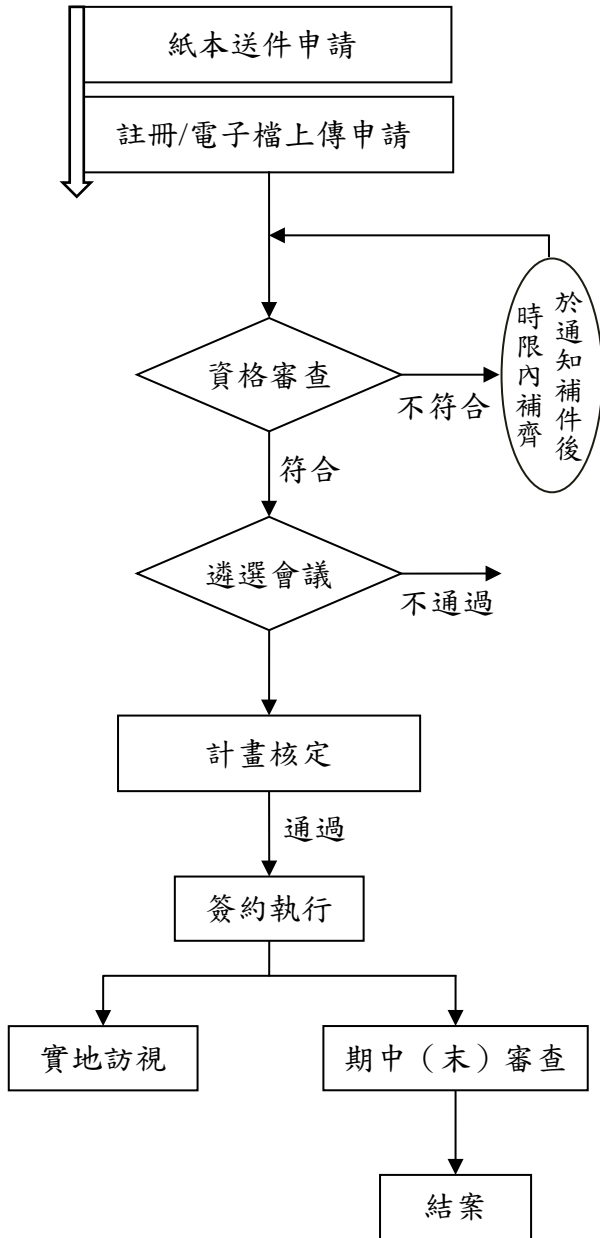 紙本送件申請
註冊/電子檔上傳申請
於通知補件後
時限內補齊
資格審查
不符合
符合
遴選會議
不通過
計畫核定
通過
簽約執行
實地訪視
期中（末）審查
結案